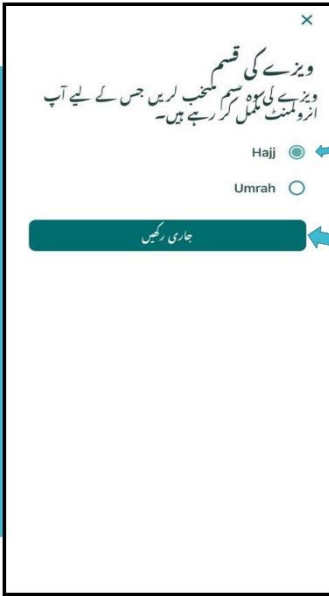 ویزے کی قسم
ویزے کی وہ قسم منتخب کریں جس کے لیے آپ
انرولمنٹ مکمل کر رہے ہیں۔
Hajj
Umrah
جاری رکھیں